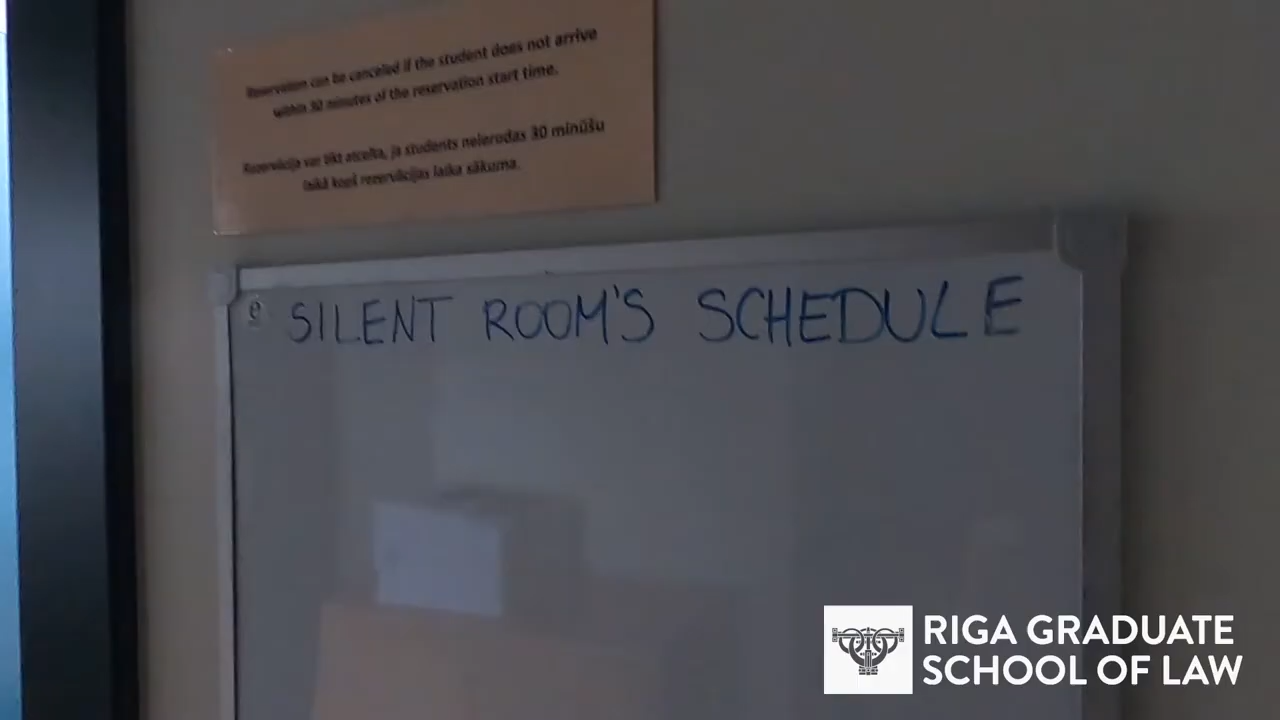 Reservation can be canceled if the student does not arrive
within 30 minutes of the reservation start time.
Rezervācija var tikt atcelta, ja students neierodas 30 minūšu
laikā kopš rezervācijas laika sākuma.
SILENT ROOM'S SCHEDULE
RIGA GRADUATE
SCHOOL OF LAW